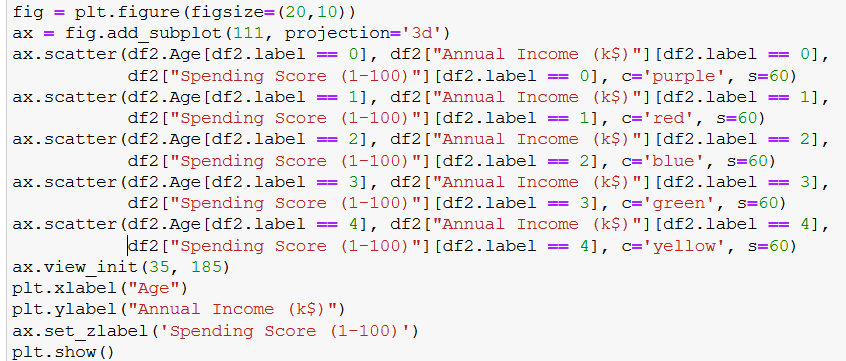 fig = plt.figure(figsize=(20,10))
ax = fig.add_subplot(111, projection='3d')
ax.scatter(df2.Age[df2.label == 0], df2["Annual Income (k$)"][df2.label == 0],
           df2["Spending Score (1-100)"][df2.label == 0], c='purple', s=60)
ax.scatter(df2.Age[df2.label == 1], df2["Annual Income (k$)"][df2.label == 1],
           df2["Spending Score (1-100)"][df2.label == 1], c='red', s=60)
ax.scatter(df2.Age[df2.label == 2], df2["Annual Income (k$)"][df2.label == 2],
           df2["Spending Score (1-100)"][df2.label == 2], c='blue', s=60)
ax.scatter(df2.Age[df2.label == 3], df2["Annual Income (k$)"][df2.label == 3],
           df2["Spending Score (1-100)"][df2.label == 3], c='green', s=60)
ax.scatter(df2.Age[df2.label == 4], df2["Annual Income (k$)"][df2.label == 4],
           df2["Spending Score (1-100)"][df2.label == 4], c='yellow', s=60)
ax.view_init(35, 185)
plt.xlabel("Age")
plt.ylabel("Annual Income (k$)")
ax.set_zlabel('Spending Score (1-100)')
plt.show()